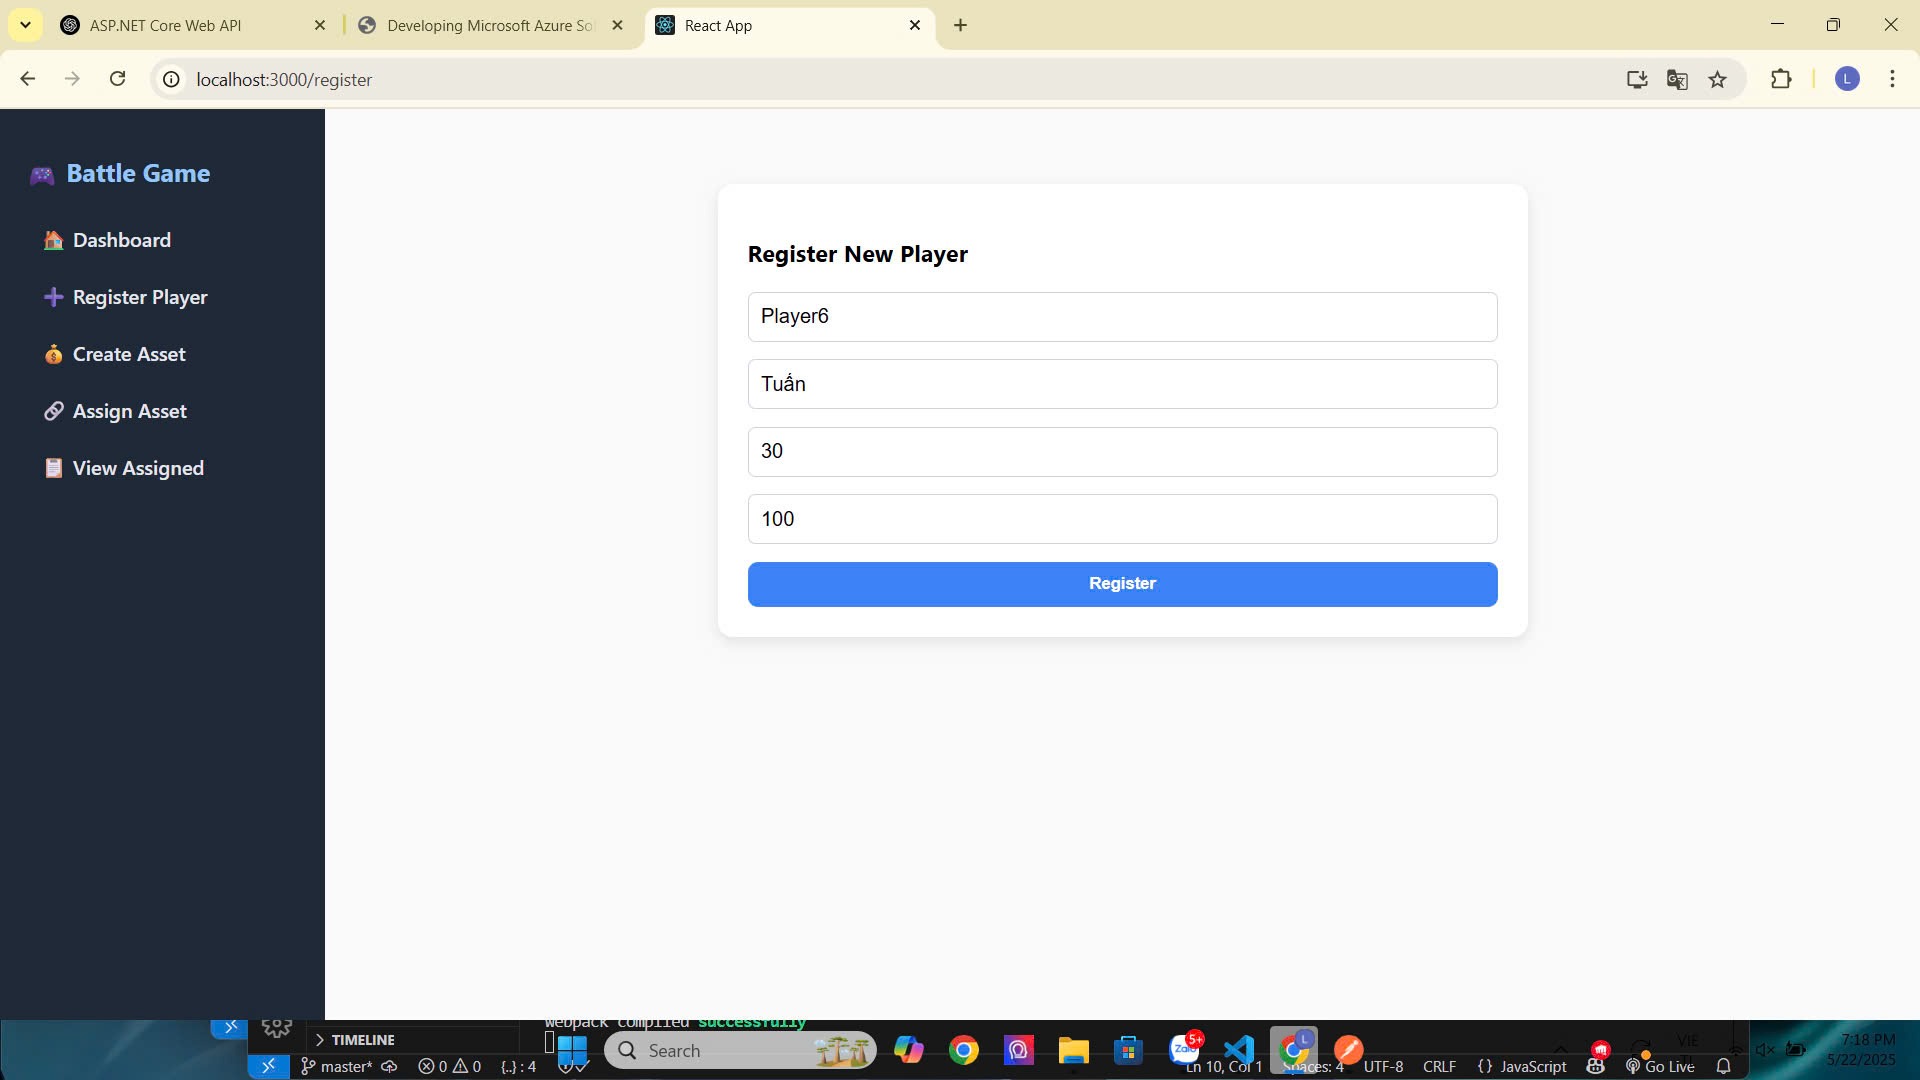 ASP.NET Core Web API
Developing Microsoft Azure So
React App
localhost:3000/register
L
Battle Game
Dashboard
Register Player
Create Asset
Assign Asset
View Assigned
Register New Player
Player6
Tuấn
30
100
Register
webpack compiled successfully
TIMELINE
Search
Zalo
5+
L
VIE
7:18 PM
5/22/2025
master*
0
0
{..} : 4
Ln 10, Col 1
Spaces: 4
UTF-8
CRLF
{} JavaScript
Go Live